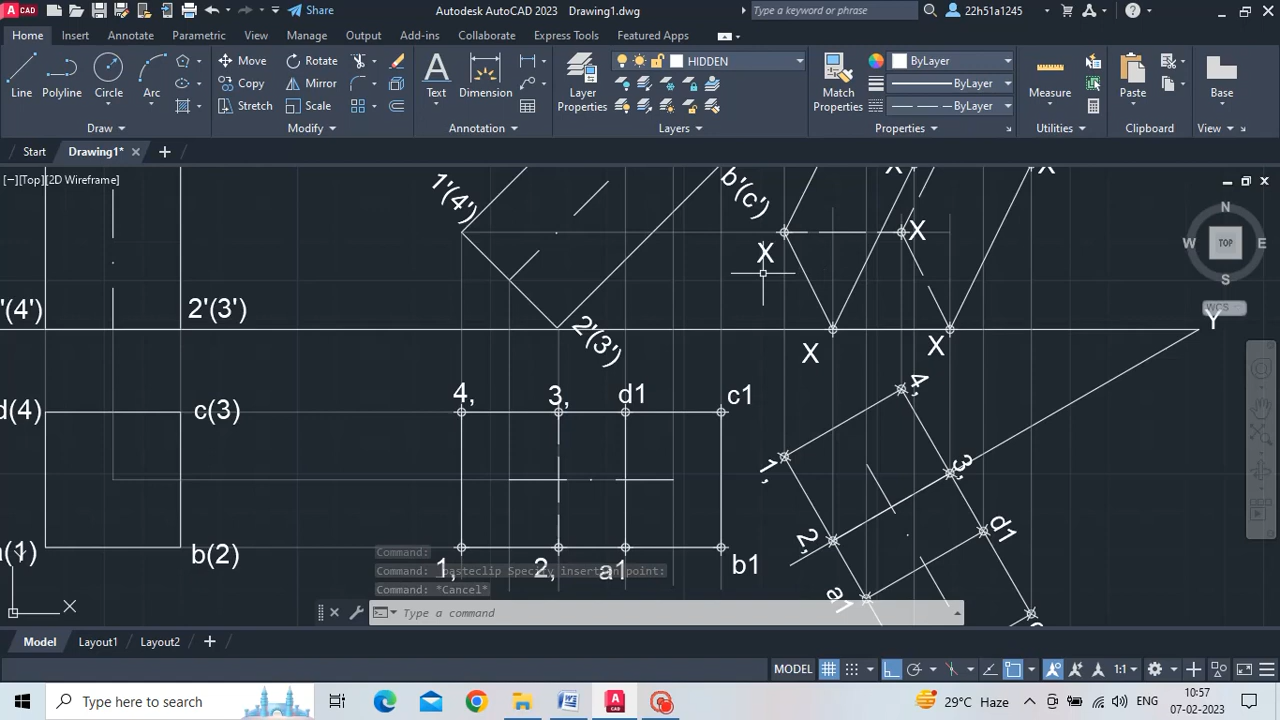 CAD
Share
Autodesk AutoCAD 2023
Drawing1.dwg
Type a keyword or phrase
22h51a1245
Home
Insert
Annotate
Parametric
View
Manage
Output
Add-ins
Collaborate
Express Tools
Featured Apps
Line
Polyline
Circle
Arc
Move
Rotate
Copy
Mirror
Stretch
Scale
Text
Dimension
Layer
Properties
HIDDEN
Match
Properties
ByLayer
ByLayer
ByLayer
Measure
Paste
Base
Draw
Modify
Annotation
Layers
Properties
Utilities
Clipboard
View
Start
Drawing1*
[−][Top][2D Wireframe]
1'(4')
b'(c')
X
X
X
X
N
W
TOP
E
S
WCS
'(4')
2'(3')
2'(3')
X
X
Y
d(4)
c(3)
4,
3,
d1
c1
4,
1,
3,
2,
d1
a1
a(1)
b(2)
1,
2,
a1
b1
Y
X
Command:
Command: _pasteclip Specify insertion point:
Command: *Cancel*
Type a command
Model
Layout1
Layout2
MODEL
1:1
Type here to search
29°C Haze
ENG
10:57
07-02-2023